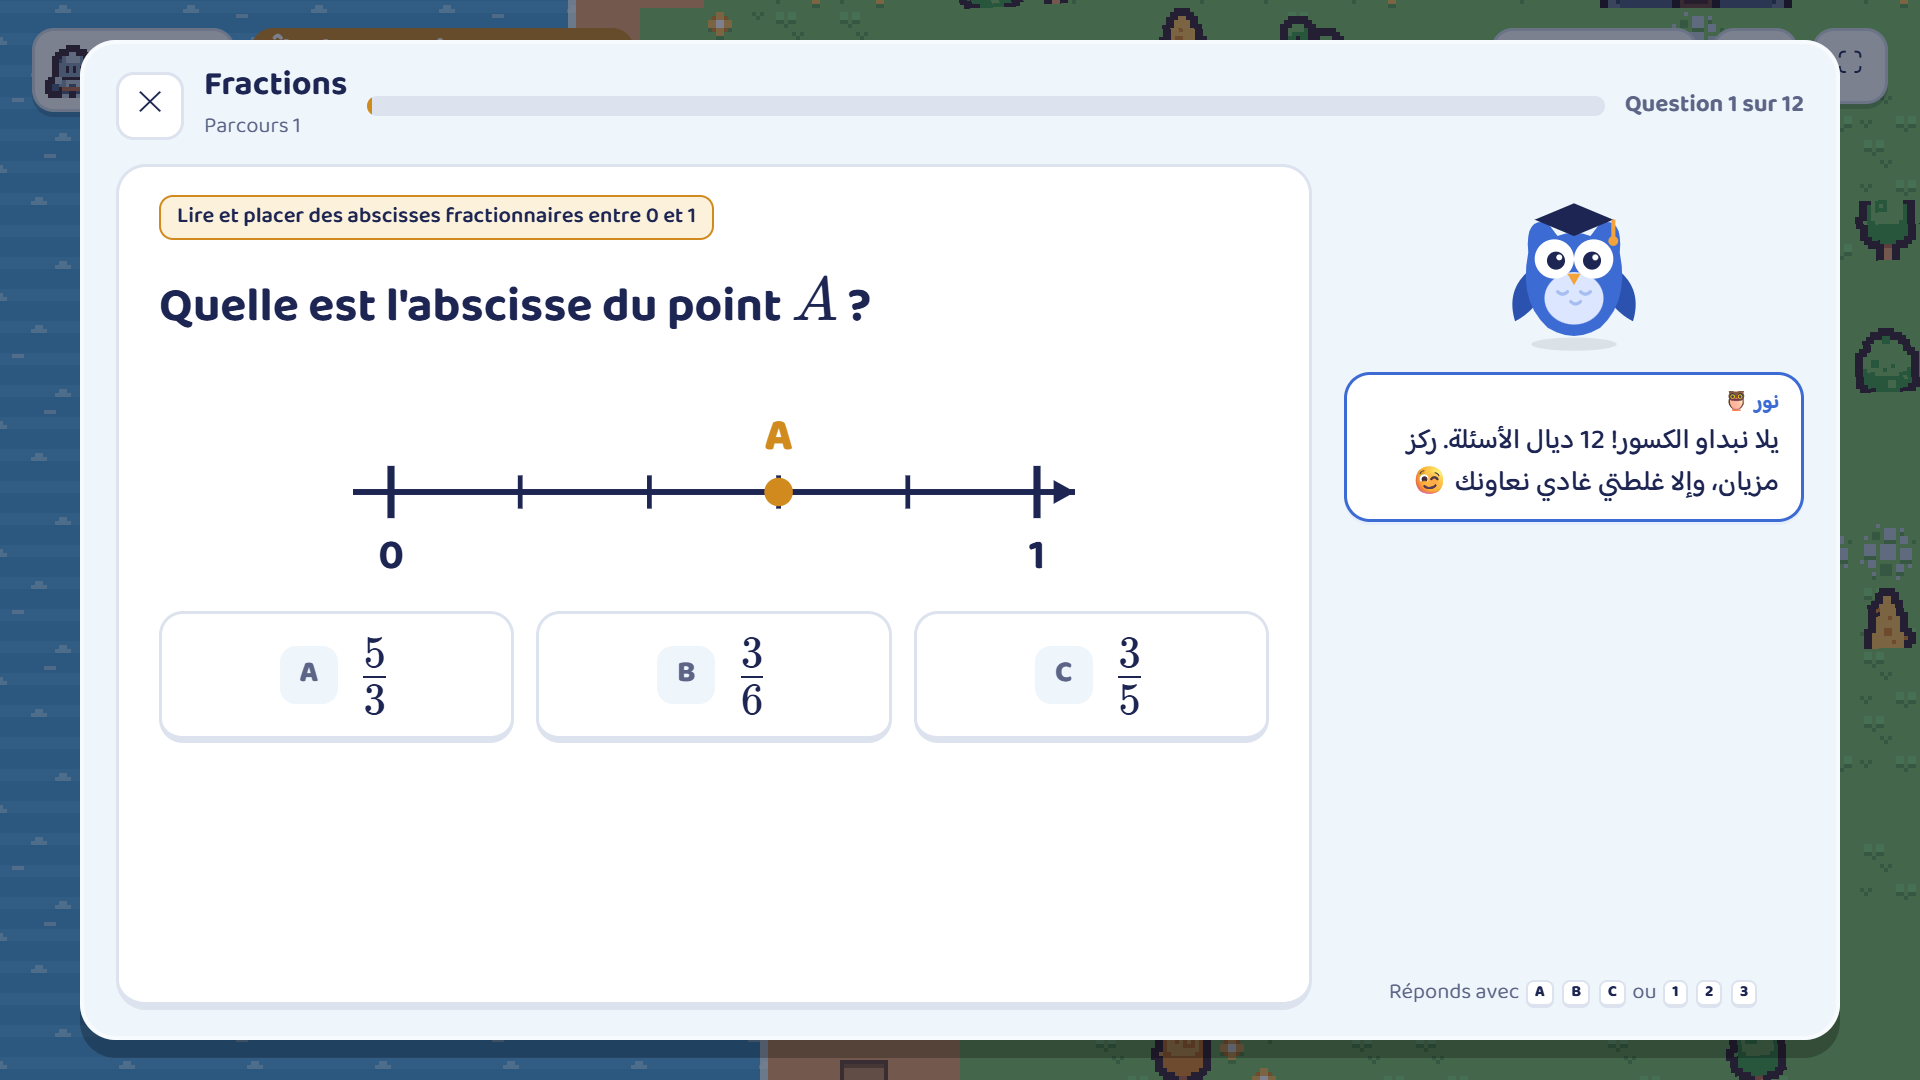 Fractions
Parcours 1
Question 1 sur 12
Lire et placer des abscisses fractionnaires entre 0 et 1
Quelle est l'abscisse du point A ?
A
0 1
A 5/3
B 3/6
C 3/5
نور 🦉
يلا نبداو الكسور! 12 ديال الأسئلة. ركز
مزيان، وإلا غلطتي غادي نعاونك 😉
Réponds avec A B C ou 1 2 3